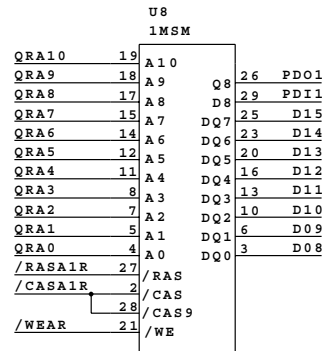 U8
1MSM
QRA10 19 A10
QRA9 18 A9 Q8 26 PDO1
QRA8 17 A8 D8 29 PDI1
QRA7 15 A7 DQ7 25 D15
QRA6 14 A6 DQ6 23 D14
QRA5 12 A5 DQ5 20 D13
QRA4 11 A4 DQ4 16 D12
QRA3 8 A3 DQ3 13 D11
QRA2 7 A2 DQ2 10 D10
QRA1 5 A1 DQ1 6 D09
QRA0 4 A0 DQ0 3 D08
/RASA1R 27 /RAS
/CASA1R 2 /CAS
28 /CAS9
/WEAR 21 /WE